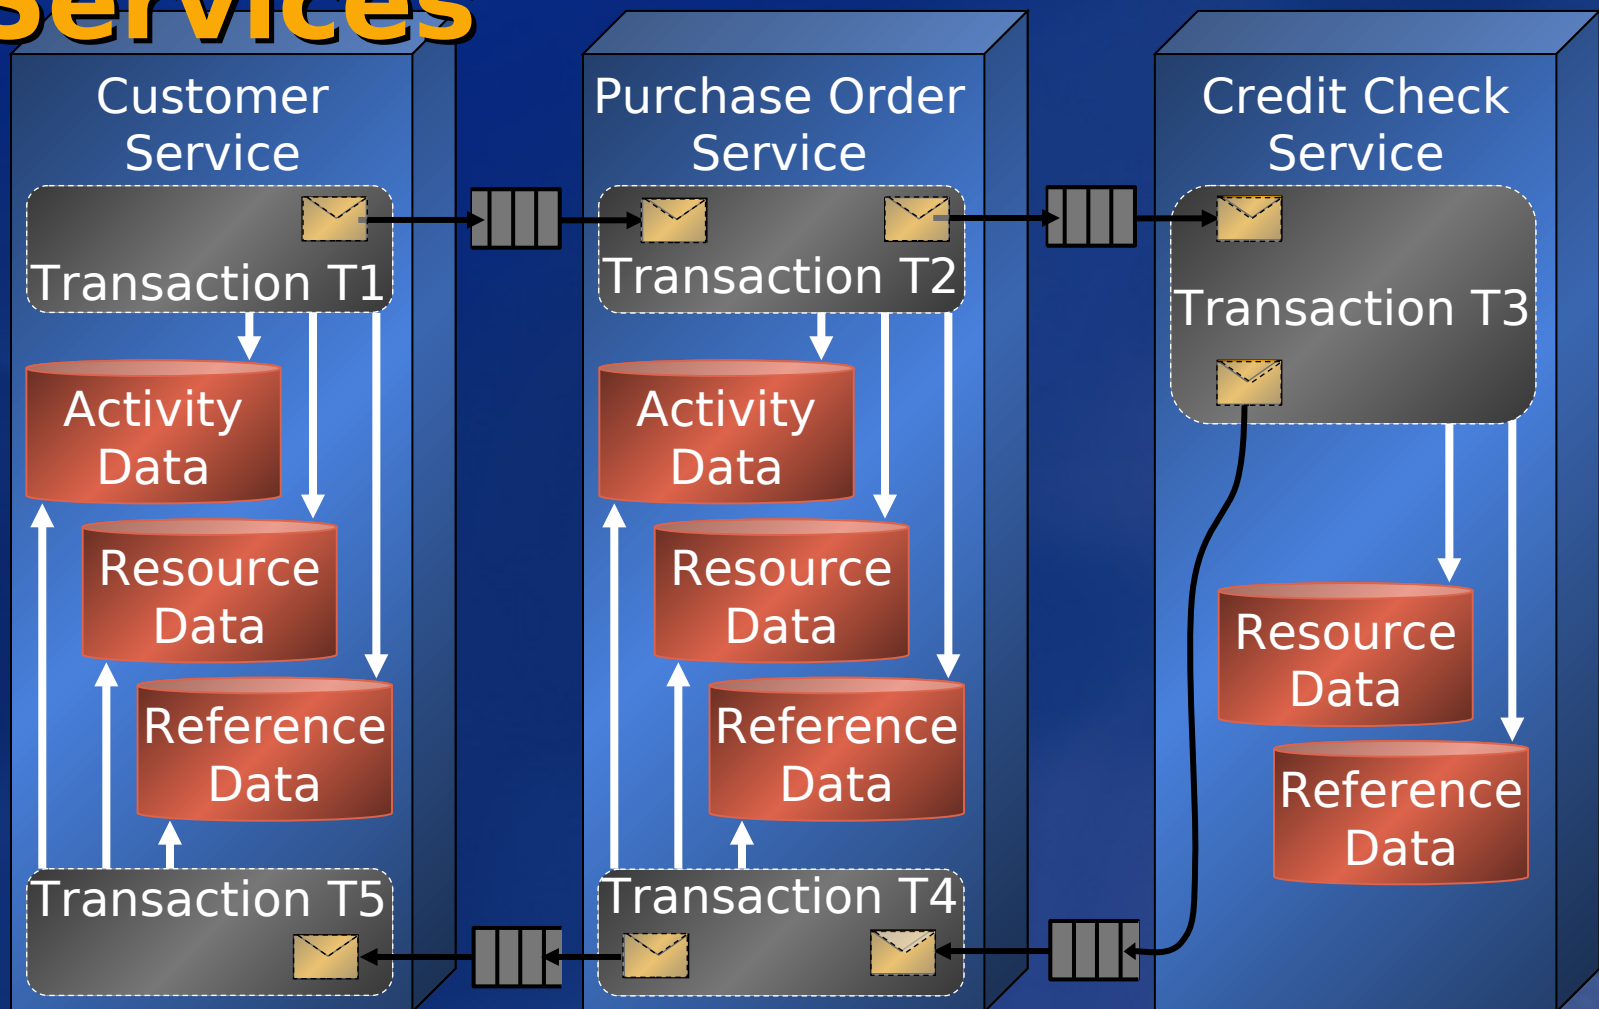 Services
Customer
Service
Transaction T1
Activity
Data
Resource
Data
Reference
Data
Transaction T5
Purchase Order
Service
Transaction T2
Activity
Data
Resource
Data
Reference
Data
Transaction T4
Credit Check
Service
Transaction T3
Resource
Data
Reference
Data